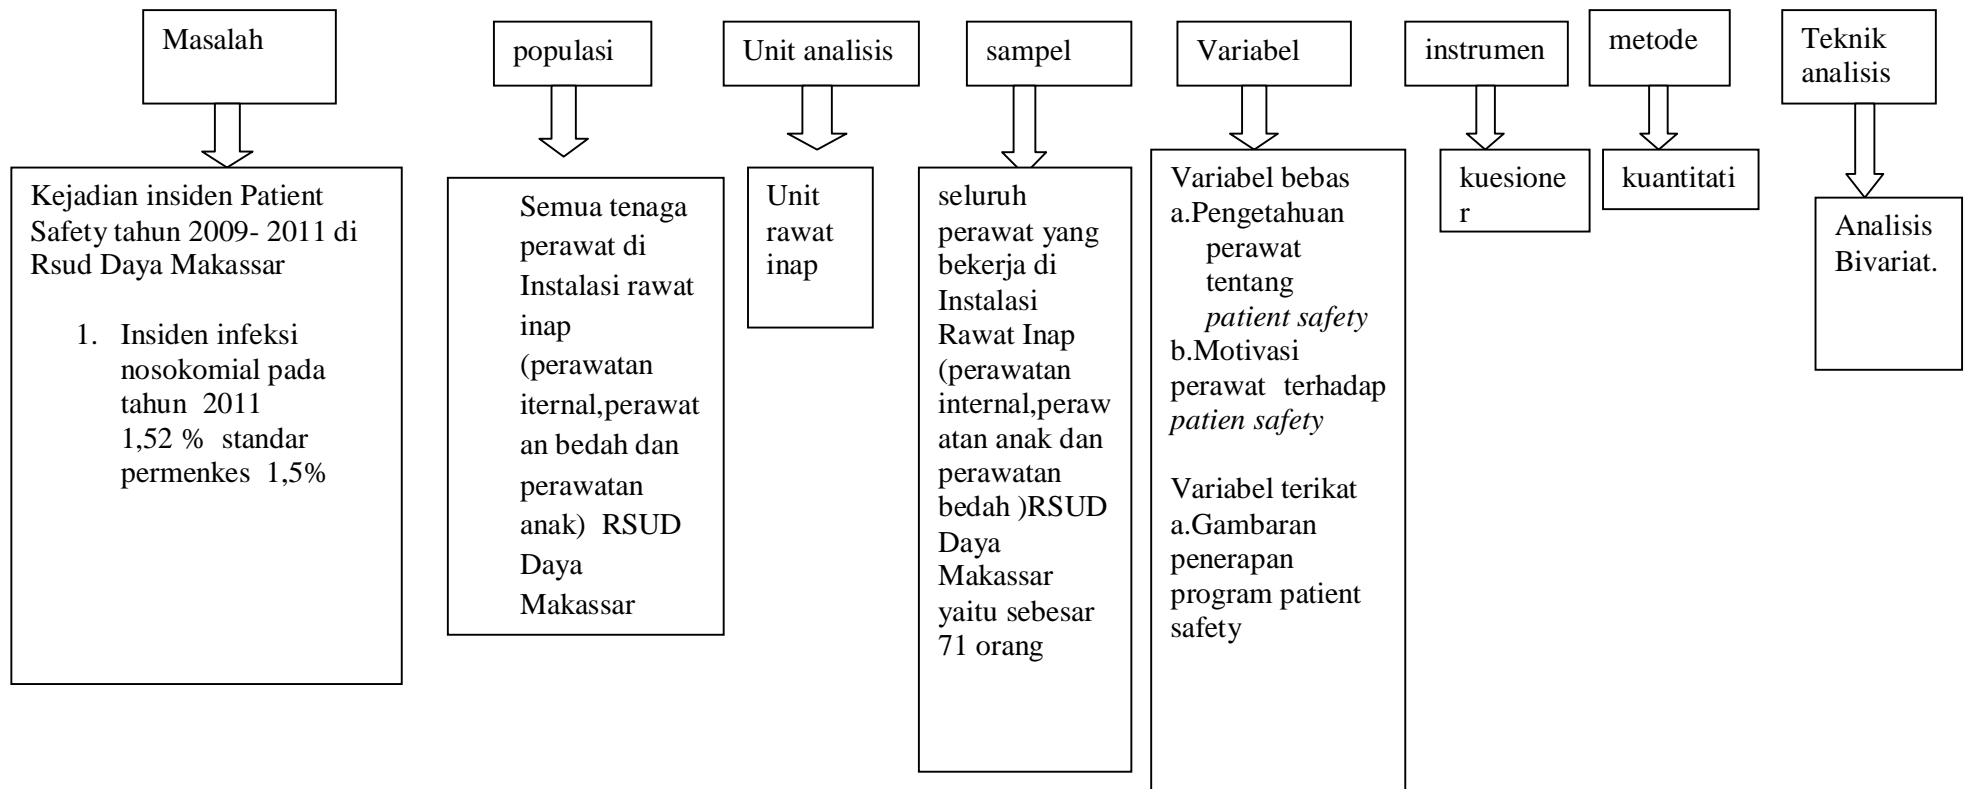 Masalah
populasi
Unit analisis
sampel
Variabel
instrumen
metode
Teknik
analisis
Kejadian insiden Patient
Safety tahun 2009- 2011 di
Rsud Daya Makassar
1. Insiden infeksi
nosokomial pada
tahun 2011
1,52 % standar
permenkes 1,5%
Semua tenaga
perawat di
Instalasi rawat
inap
(perawatan
iternal,perawat
an bedah dan
perawatan
anak) RSUD
Daya
Makassar
Unit
rawat
inap
seluruh
perawat yang
bekerja di
Instalasi
Rawat Inap
(perawatan
internal,peraw
atan anak dan
perawatan
bedah )RSUD
Daya
Makassar
yaitu sebesar
71 orang
Variabel bebas
a.Pengetahuan
perawat
tentang
patient safety
b.Motivasi
perawat terhadap
patien safety
Variabel terikat
a.Gambaran
penerapan
program patient
safety
kuesione
r
kuantitati
Analisis
Bivariat.